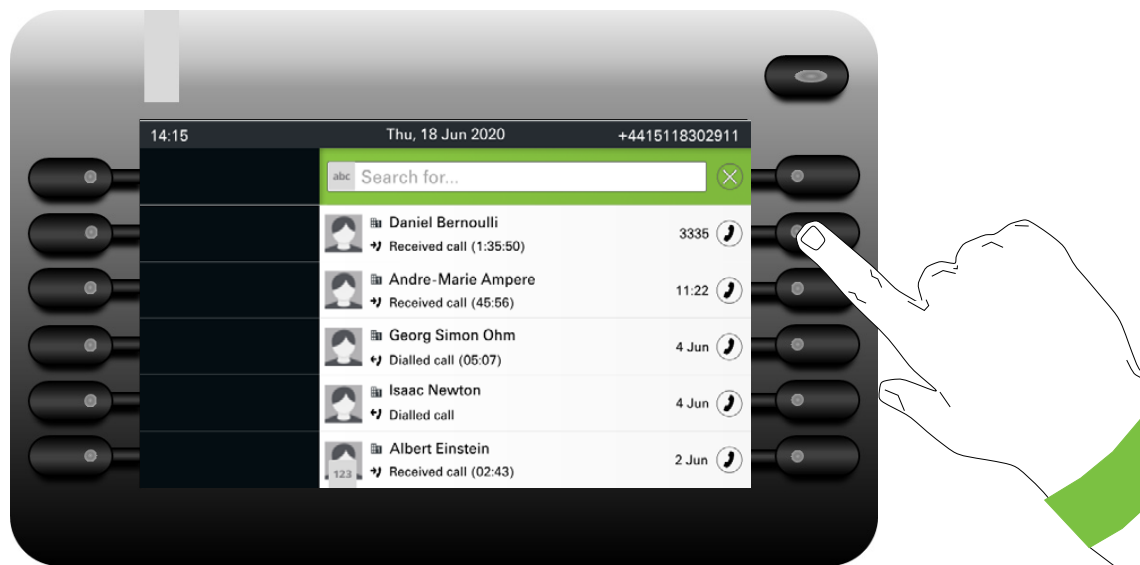 14:15 Thu, 18 Jun 2020 +4415118302911
abc Search for...
Daniel Bernoulli
Received call (1:35:50) 3335
Andre-Marie Ampere
Received call (45:56) 11:22
Georg Simon Ohm
Dialled call (05:07) 4 Jun
Isaac Newton
Dialled call 4 Jun
Albert Einstein
123 Received call (02:43) 2 Jun